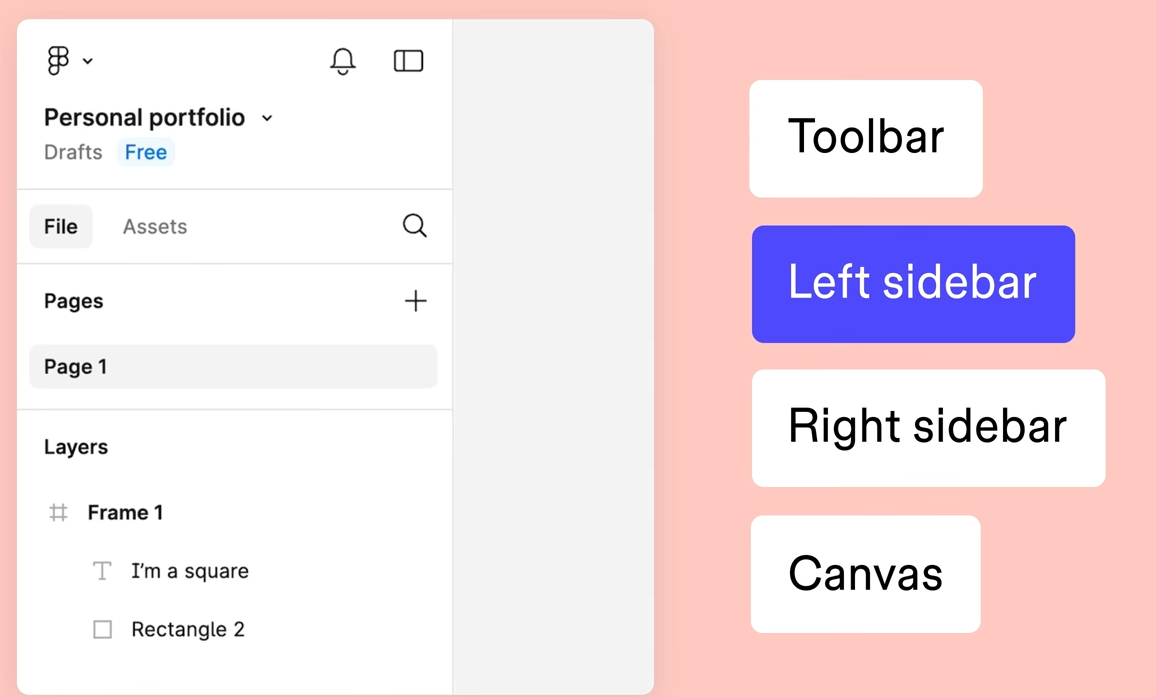 Personal portfolio
Drafts Free
File Assets
Pages
Page 1
Layers
Frame 1
I’m a square
Rectangle 2
Toolbar
Left sidebar
Right sidebar
Canvas